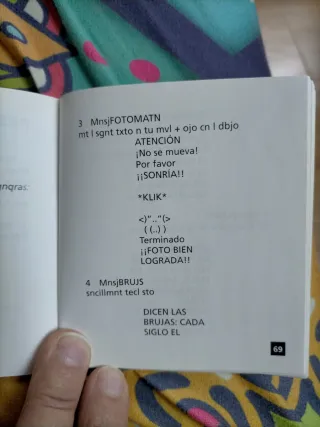 nqras.
3 MnsjFOTOMATN
mt l sgnt txto n tu mvl + ojo cn l dbjo
ATENCIÓN
¡No se mueva!
Por favor
¡¡SONRÍA!!
*KLIK*
<)”..“(>
( (..) )
Terminado
¡¡FOTO BIEN
LOGRADA!!
4 MnsjBRUJS
sncillmnt tecl sto
DICEN LAS
BRUJAS: CADA
SIGLO EL
69